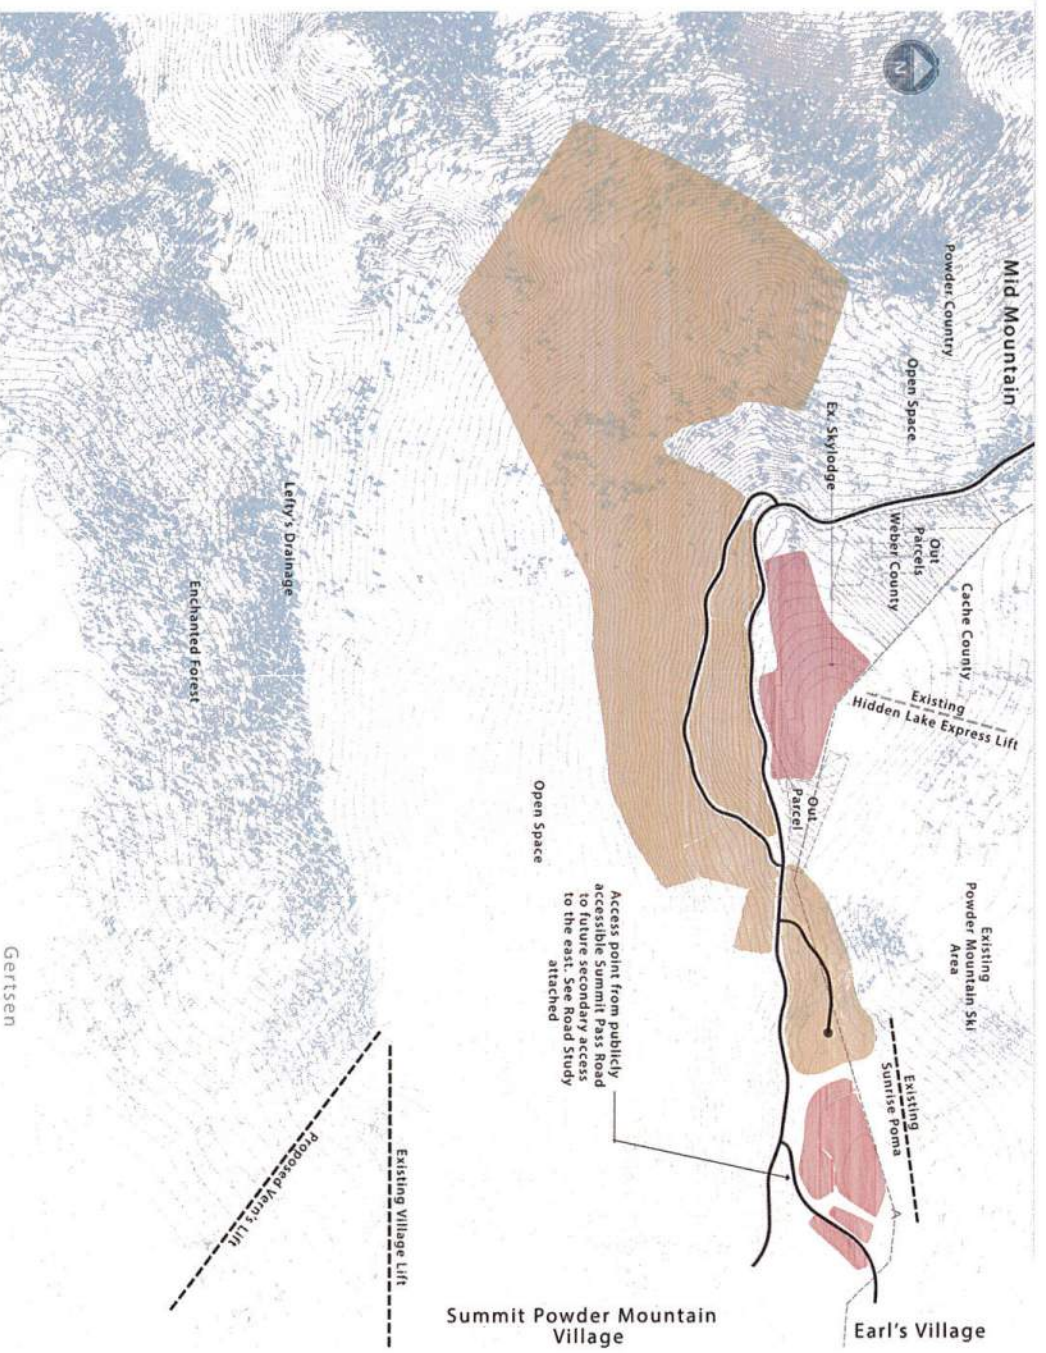 N
Mid Mountain
Powder Country
Open Space
Ex. Skylodge
Out
Parcels
Weber County
Cache County
Existing
Hidden Lake Express Lift
Out
Parcel
Existing
Powder Mountain Ski
Area
Existing
Sunrise Poma
Lefty's Drainage
Enchanted Forest
Open Space
Access point from publicly
accessible Summit Pass Road
to future secondary access
to the east. See Road Study
attached
Gertsen
Proposed Vern's Lift
Existing Village Lift
Summit Powder Mountain
Village
Earl's Village